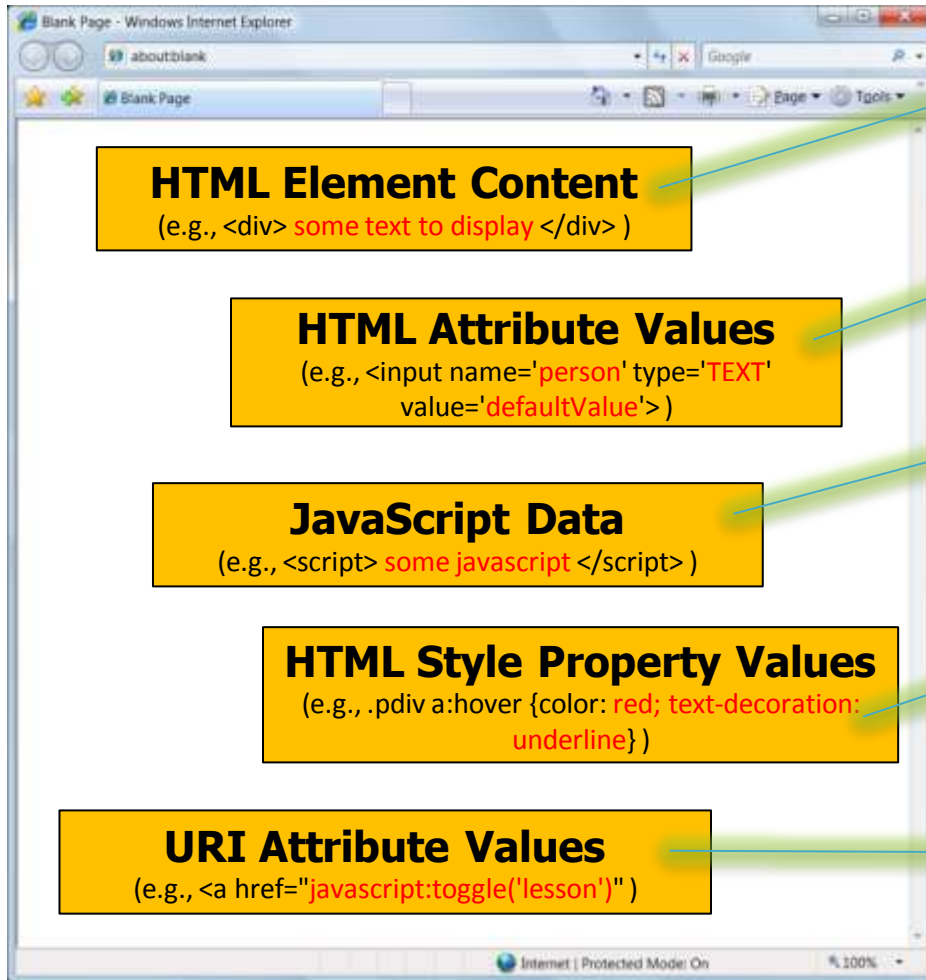 Blank Page - Windows Internet Explorer
about:blank
Google
Blank Page
Page
Tools
HTML Element Content
(e.g., <div> some text to display </div> )
HTML Attribute Values
(e.g., <input name='person' type='TEXT'
value='defaultValue'> )
JavaScript Data
(e.g., <script> some javascript </script> )
HTML Style Property Values
(e.g., .pdiv a:hover {color: red; text-decoration:
underline} )
URI Attribute Values
(e.g., <a href="javascript:toggle('lesson')" )
Internet | Protected Mode: On
100%